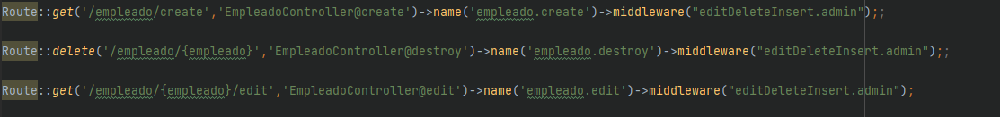 Route::get('/empleado/create','EmpleadoController@create')->name('empleado.create')->middleware("editDeleteInsert.admin");;
Route::delete('/empleado/{empleado}','EmpleadoController@destroy')->name('empleado.destroy')->middleware("editDeleteInsert.admin");;
Route::get('/empleado/{empleado}/edit','EmpleadoController@edit')->name('empleado.edit')->middleware("editDeleteInsert.admin");